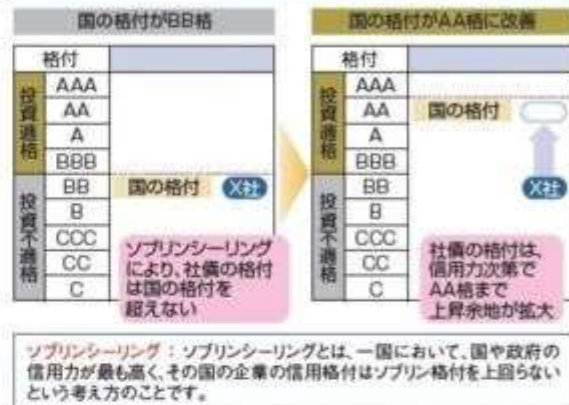 国の格付がBB格
格付
投資適格
AAA
AA
A
BBB
投資不適格
BB
B
CCC
CC
C
国の格付
X社
ソブリンシーリング
により、社債の格付
は国の格付を
超えない
国の格付がAA格に改善
格付
投資適格
AAA
AA
A
BBB
投資不適格
BB
B
CCC
CC
C
国の格付
X社
社債の格付は、
信用力次第で
AA格まで
上昇余地が拡大
ソブリンシーリング：ソブリンシーリングとは、一国において、国や政府の
信用力が最も高く、その国の企業の信用格付はソブリン格付を上回らない
という考え方のことです。